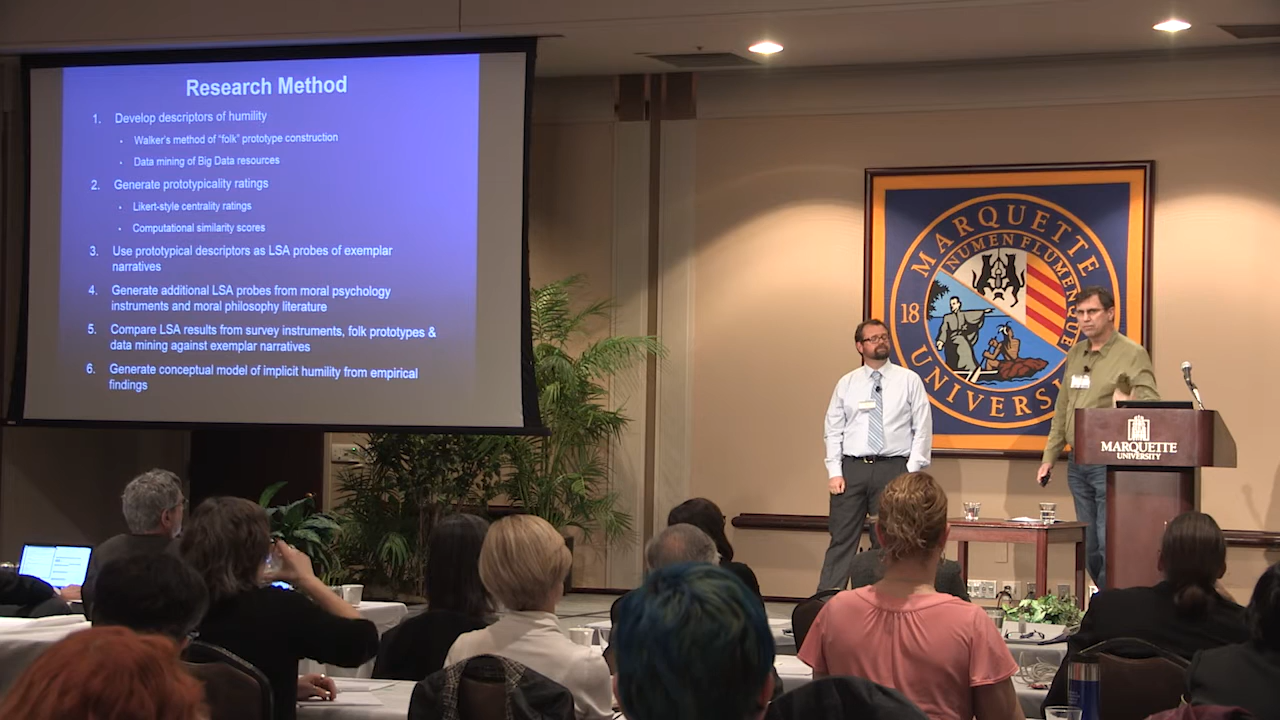 Research Method
1. Develop descriptors of humility
• Walker's method of "folk" prototype construction
• Data mining of Big Data resources
2. Generate prototypicality ratings
• Likert-style centrality ratings
• Computational similarity scores
3. Use prototypical descriptors as LSA probes of exemplar
narratives
4. Generate additional LSA probes from moral psychology
instruments and moral philosophy literature
5. Compare LSA results from survey instruments, folk prototypes &
data mining against exemplar narratives
6. Generate conceptual model of implicit humility from empirical
findings
MARQUETTE
NUMEN FLUMENQUE
18
UNIVERSI
MARQUETTE
UNIVERSITY